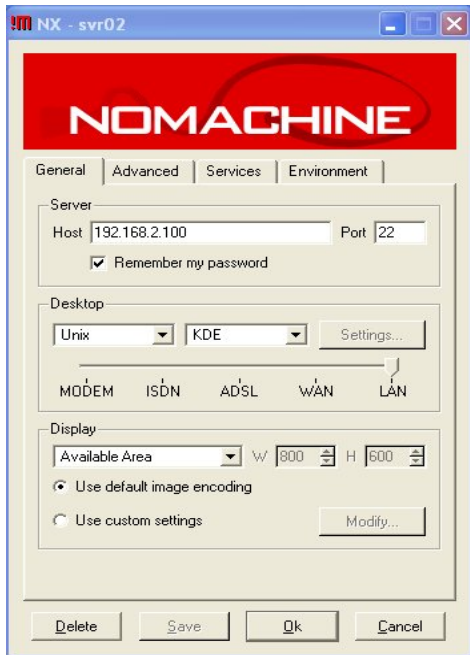 !M NX - svr02
NOMACHINE
General Advanced Services Environment
Server
Host 192.168.2.100 Port 22
Remember my password
Desktop
Unix KDE Settings...
MODEM ISDN ADSL WAN LAN
Display
Available Area W 800 H 600
Use default image encoding
Use custom settings Modify...
Delete Save Ok Cancel